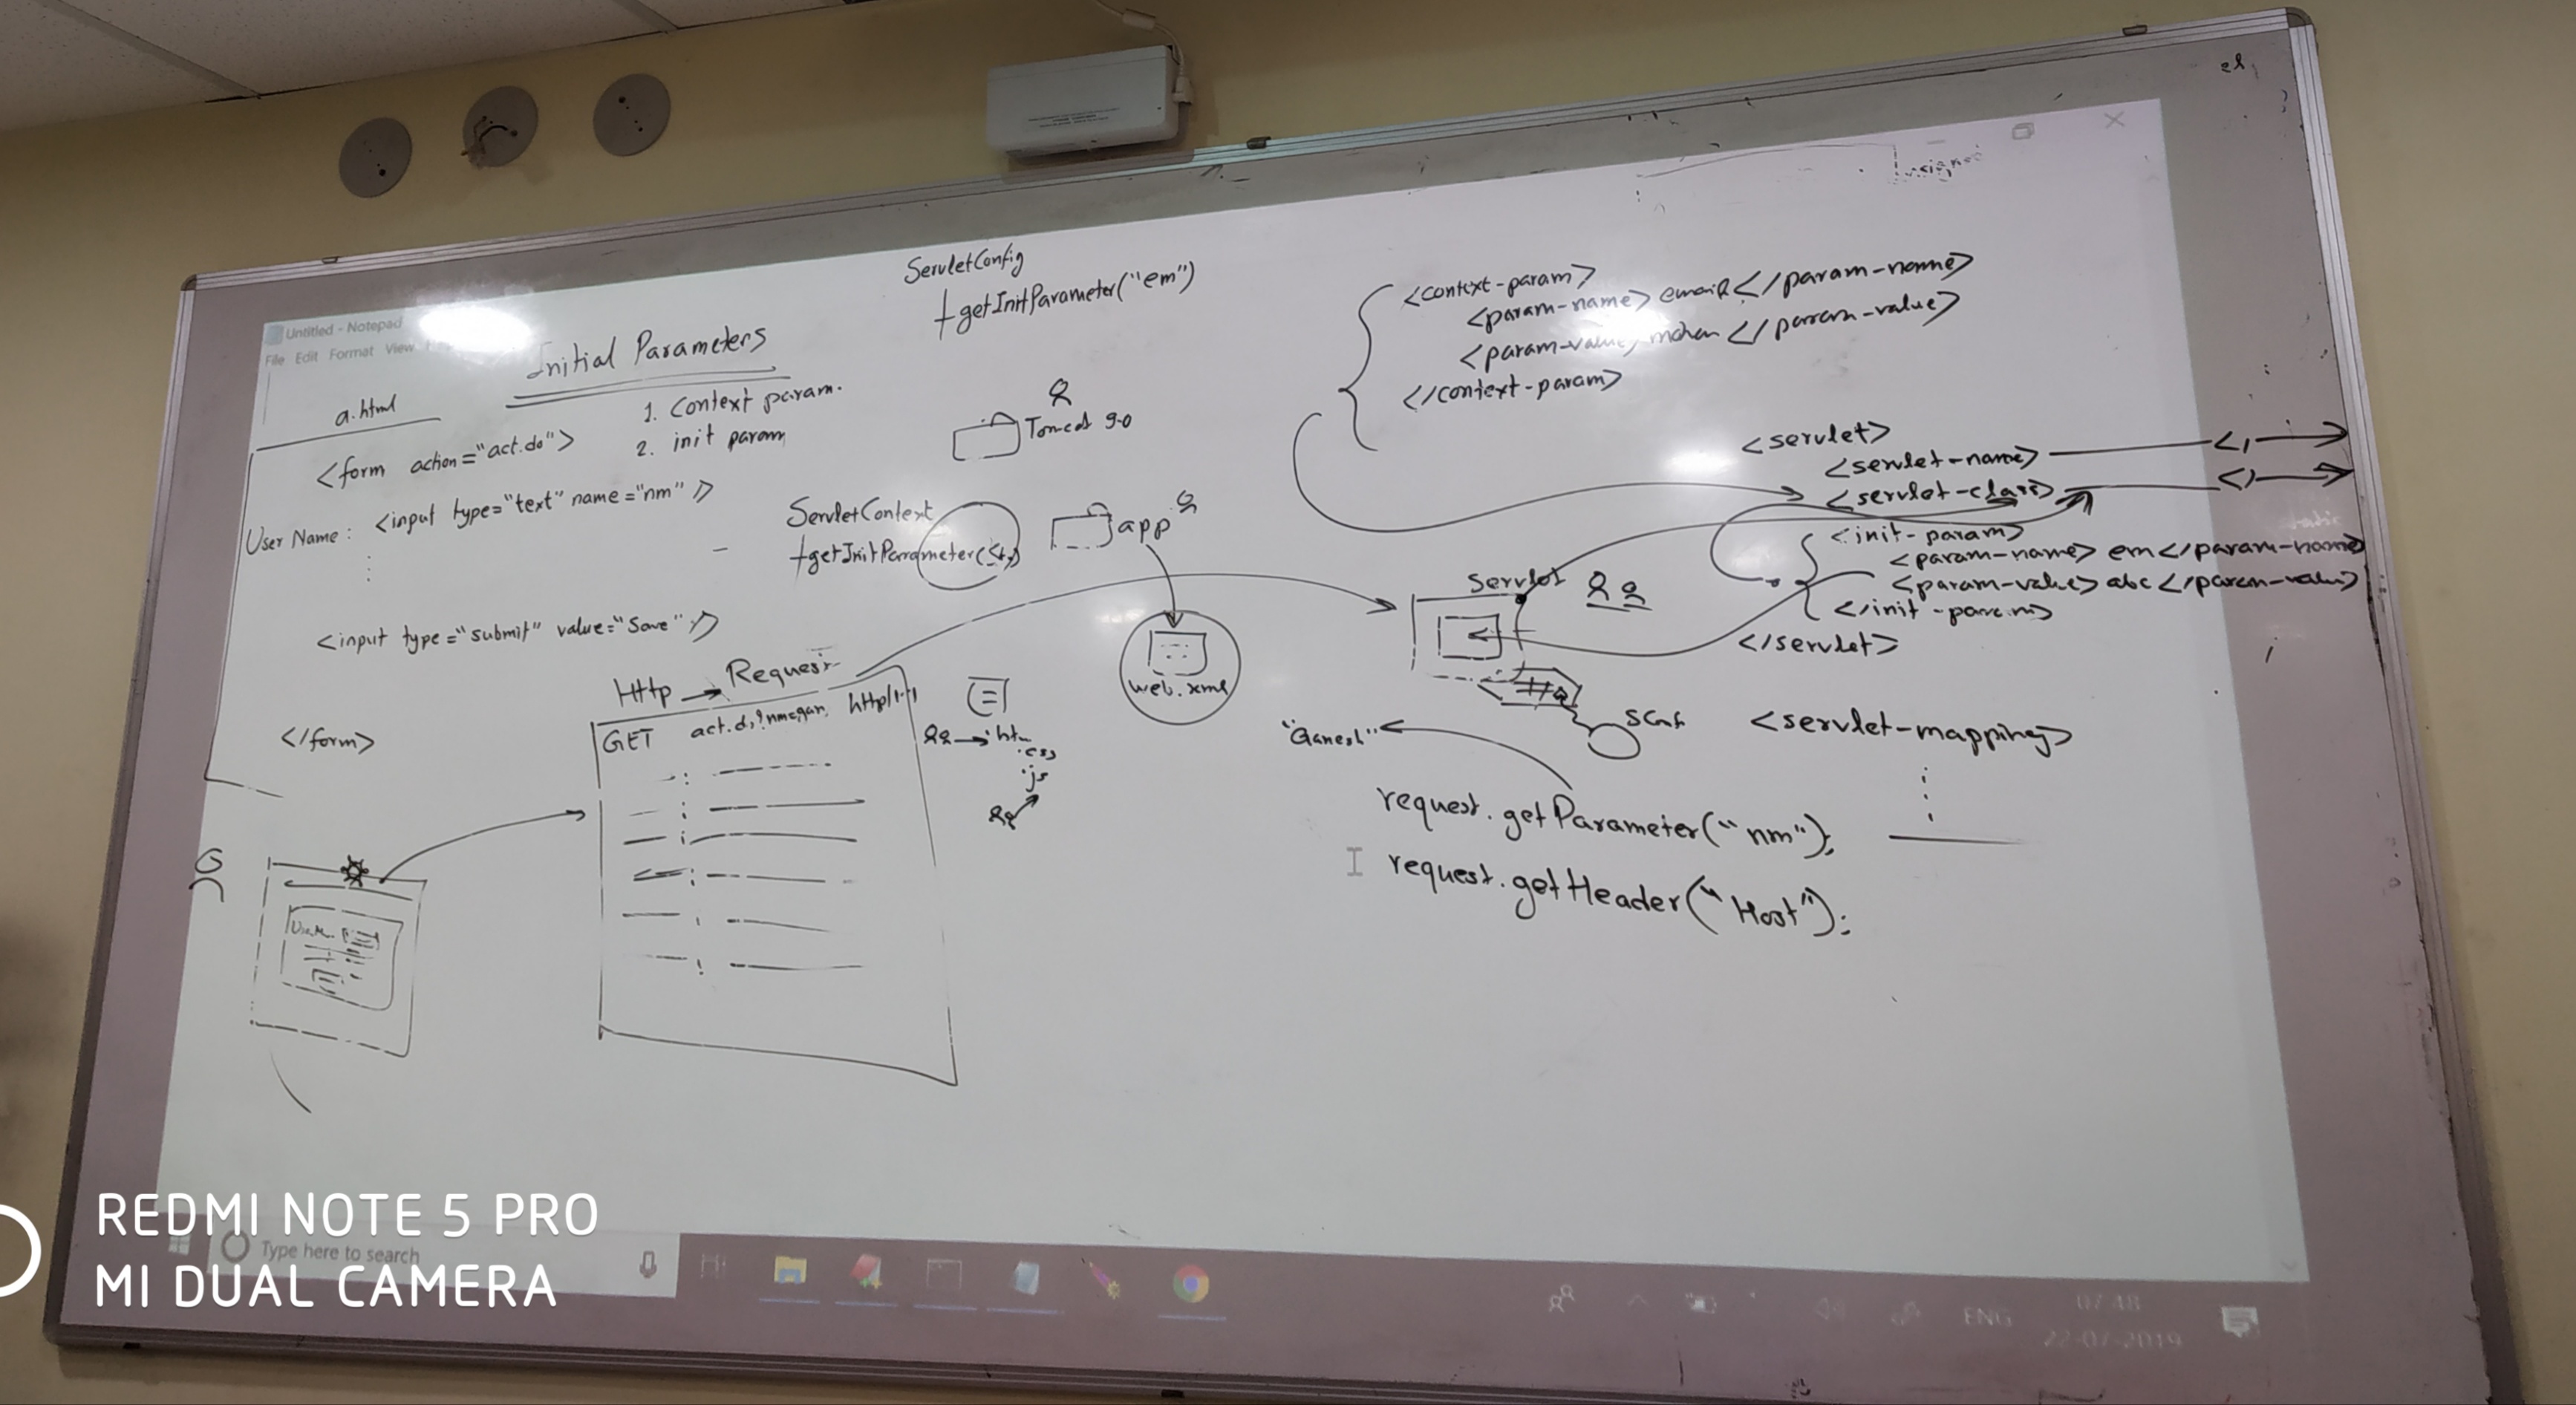 Untitled - Notepad
File Edit Format View
Initial Parameters
1. Context param.
2. init param
a.html
<form action="act.do">
User Name : <input type="text" name="nm" />
<input type="submit" value="Save" />
</form>
ServletConfig
+getInitParameter("em")
Tomcat 9.0
ServletContext
+getInitParameter(
app
web.xml
Http → Request
GET act.do?nm=gan http/1.1
.css
.js
<context-param>
<param-name> email </param-name>
<param-value> mohan </param-value>
</context-param>
<servlet>
<servlet-name>
<servlet-class>
<init-param>
<param-name> em </param-name>
<param-value> abc </param-value>
</init-param>
</servlet>
<servlet-mapping>
Servlet
"Ganesh"
request.getParameter("nm");
request.getHeader("Host");
REDMI NOTE 5 PRO
MI DUAL CAMERA
Type here to search
ENG
07:48
22-07-2019